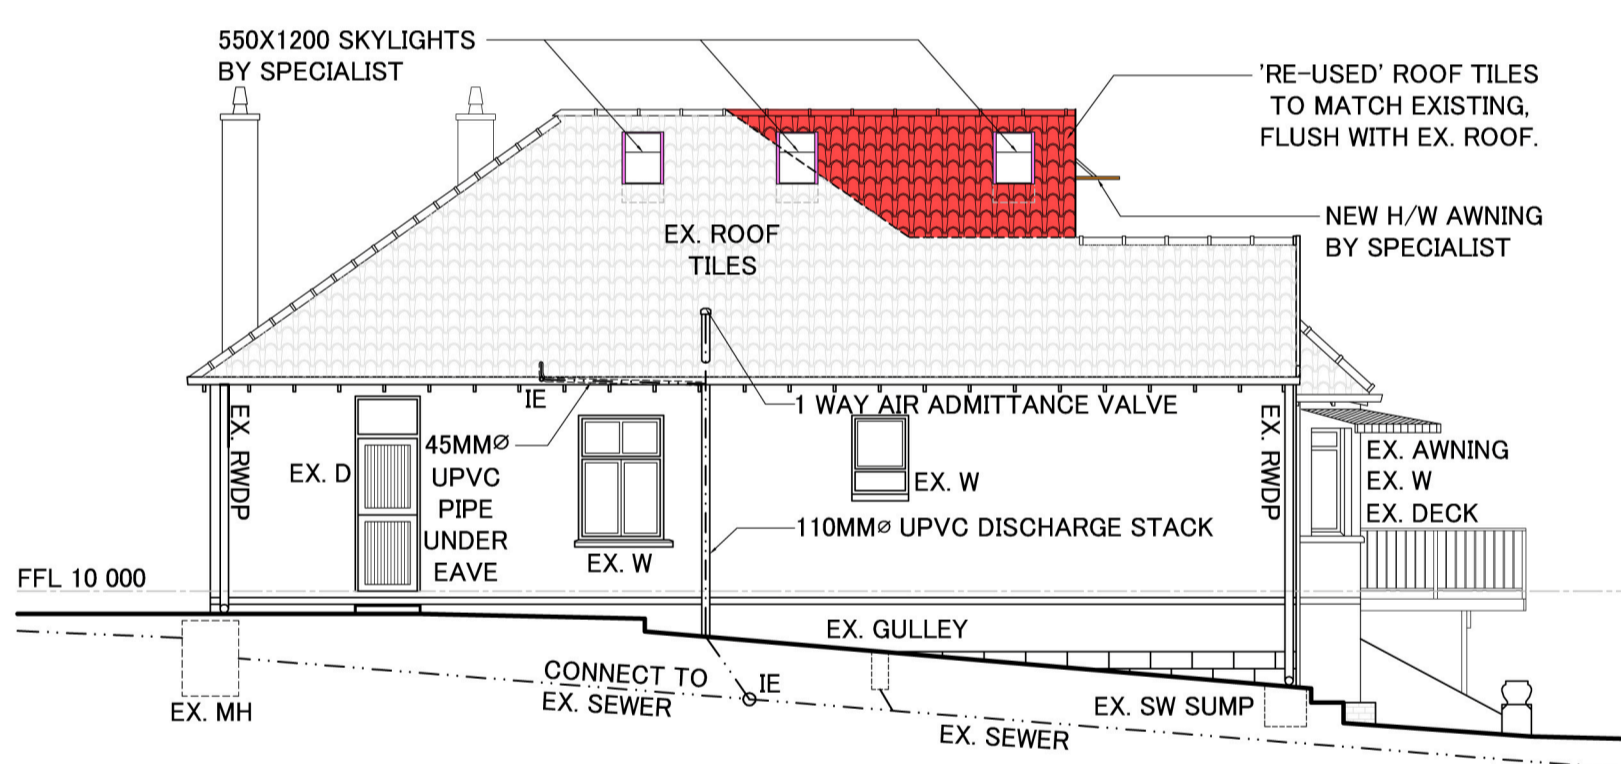 550X1200 SKYLIGHTS
BY SPECIALIST
'RE-USED' ROOF TILES
TO MATCH EXISTING,
FLUSH WITH EX. ROOF.
NEW H/W AWNING
BY SPECIALIST
EX. ROOF
TILES
IE
1 WAY AIR ADMITTANCE VALVE
EX. RWDP
EX. D
45MMØ
UPVC
PIPE
UNDER
EAVE
EX. W
EX. W
110MMØ UPVC DISCHARGE STACK
EX. RWDP
EX. AWNING
EX. W
EX. DECK
FFL 10 000
EX. GULLEY
CONNECT TO
EX. SEWER
IE
EX. MH
EX. SW SUMP
EX. SEWER